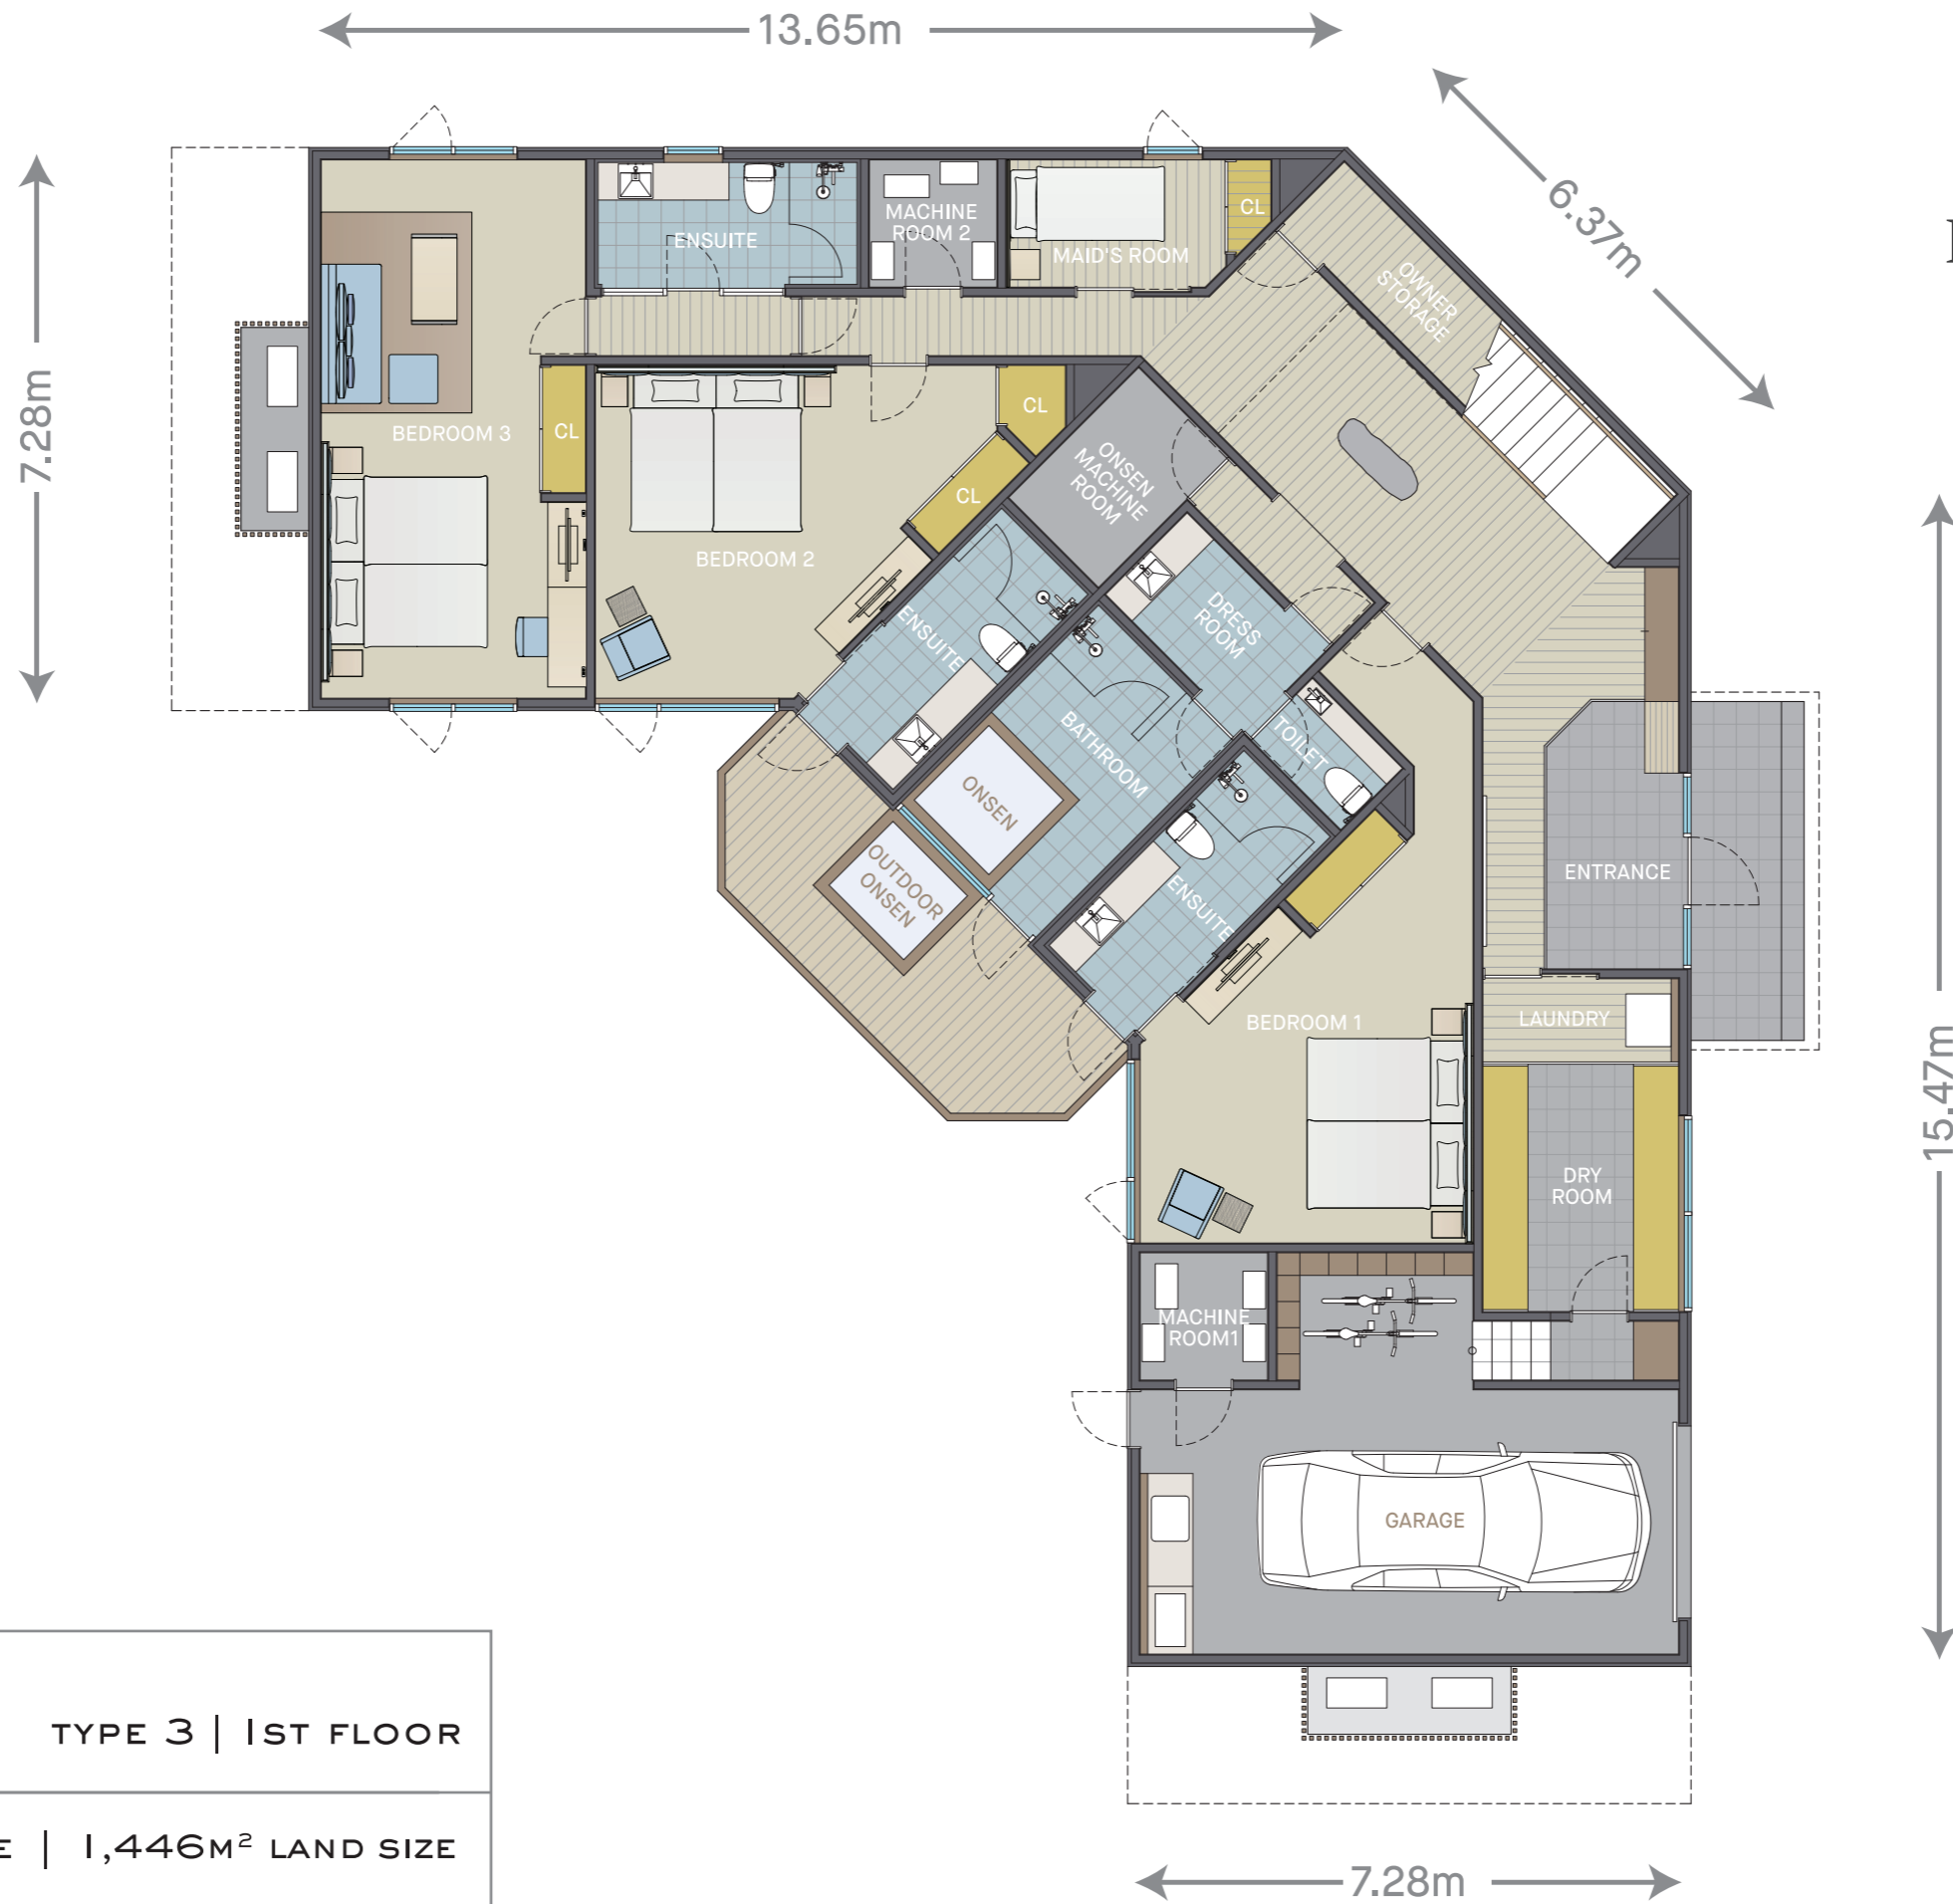 13.65m
6.37m
7.28m
ENSUITE
MACHINE
ROOM 2
MAID'S ROOM
CL
OWNER
STORAGE
BEDROOM 3
CL
CL
CL
ONSEN
MACHINE
ROOM
BEDROOM 2
ENSUITE
DRESS
ROOM
BATHROOM
TOILET
ONSEN
OUTDOOR
ONSEN
ENSUITE
ENTRANCE
BEDROOM 1
LAUNDRY
15.47m
DRY
ROOM
MACHINE
ROOM1
GARAGE
TYPE 3 | 1ST FLOOR
| 1,446M² LAND SIZE
7.28m